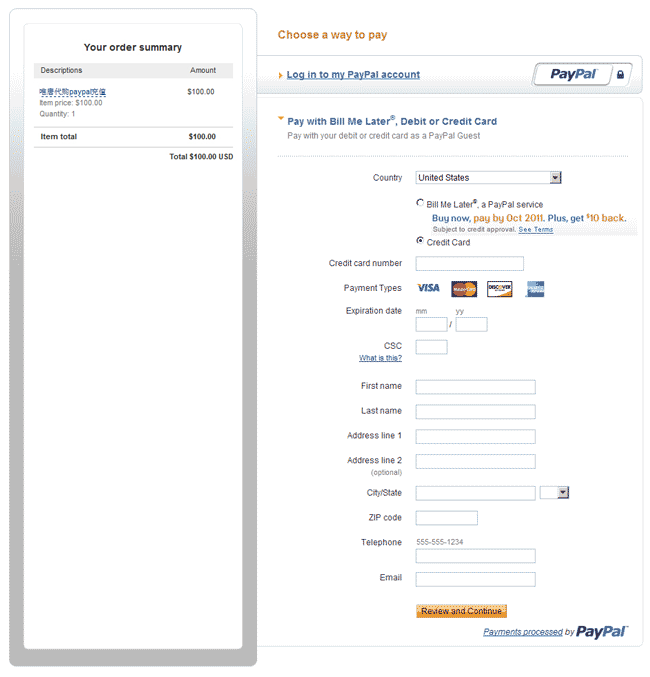 Your order summary
Descriptions Amount
唯唐代购paypal充值 $100.00
Item price: $100.00
Quantity: 1
Item total $100.00
Total $100.00 USD
Choose a way to pay
Log in to my PayPal account PayPal
Pay with Bill Me Later®, Debit or Credit Card
Pay with your debit or credit card as a PayPal Guest
Country United States
Bill Me Later®, a PayPal service
Buy now, pay by Oct 2011. Plus, get $10 back.
Subject to credit approval. See Terms
Credit Card
Credit card number
Payment Types VISA MasterCard DISCOVER
Expiration date mm yy
/
CSC
What is this?
First name
Last name
Address line 1
Address line 2
(optional)
City/State
ZIP code
Telephone 555-555-1234
Email
Review and Continue
Payments processed by PayPal